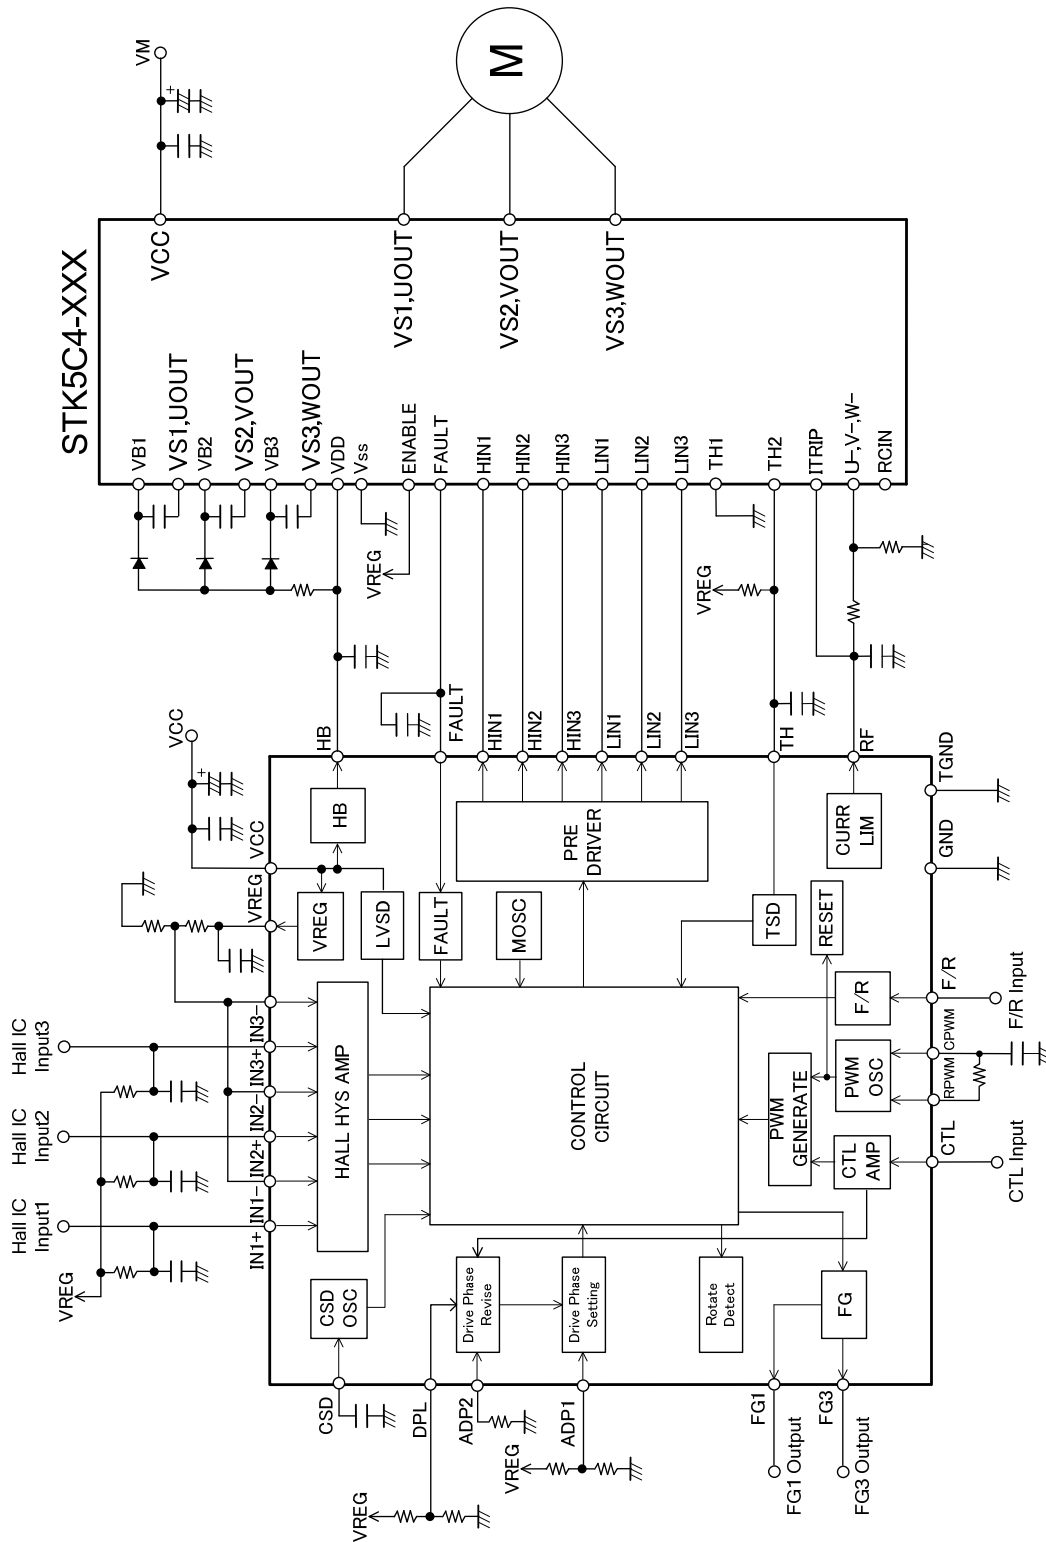 STK5C4-XXX
VM
M
VCC
VS1,UOUT
VS2,VOUT
VS3,WOUT
VB1
VS1,UOUT
VB2
VS2,VOUT
VB3
VS3,WOUT
VDD
Vss
ENABLE
FAULT
HIN1
HIN2
HIN3
LIN1
LIN2
LIN3
TH1
TH2
ITRIP
U-,V-,W-
RCIN
+
VREG
VREG
VCC
+
HB
FAULT
HIN1
HIN2
HIN3
LIN1
LIN2
LIN3
TH
RF
VCC
VREG
HB
VREG
LVSD
FAULT
MOSC
PRE
DRIVER
TSD
CURR
LIM
RESET
TGND
GND
Hall IC
Input3
Hall IC
Input2
Hall IC
Input1
VREG
IN3-
IN3+
IN2-
IN2+
IN1-
IN1+
HALL HYS AMP
CONTROL
CIRCUIT
F/R
PWM
OSC
PWM
GENERATE
CTL
AMP
F/R
CPWM
RPWM
CTL
F/R Input
CTL Input
CSD
OSC
Drive Phase
Revise
Drive Phase
Setting
Rotate
Detect
FG
CSD
DPL
ADP2
ADP1
FG1
FG3
VREG
VREG
FG1 Output
FG3 Output